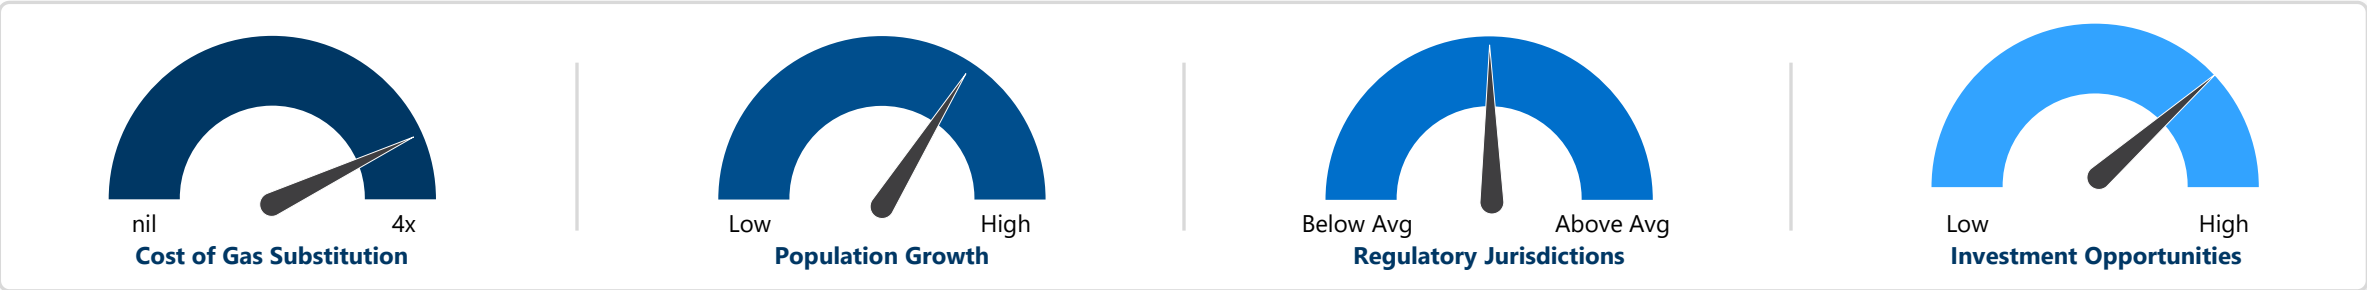 nil 4x
Cost of Gas Substitution
Low High
Population Growth
Below Avg Above Avg
Regulatory Jurisdictions
Low High
Investment Opportunities